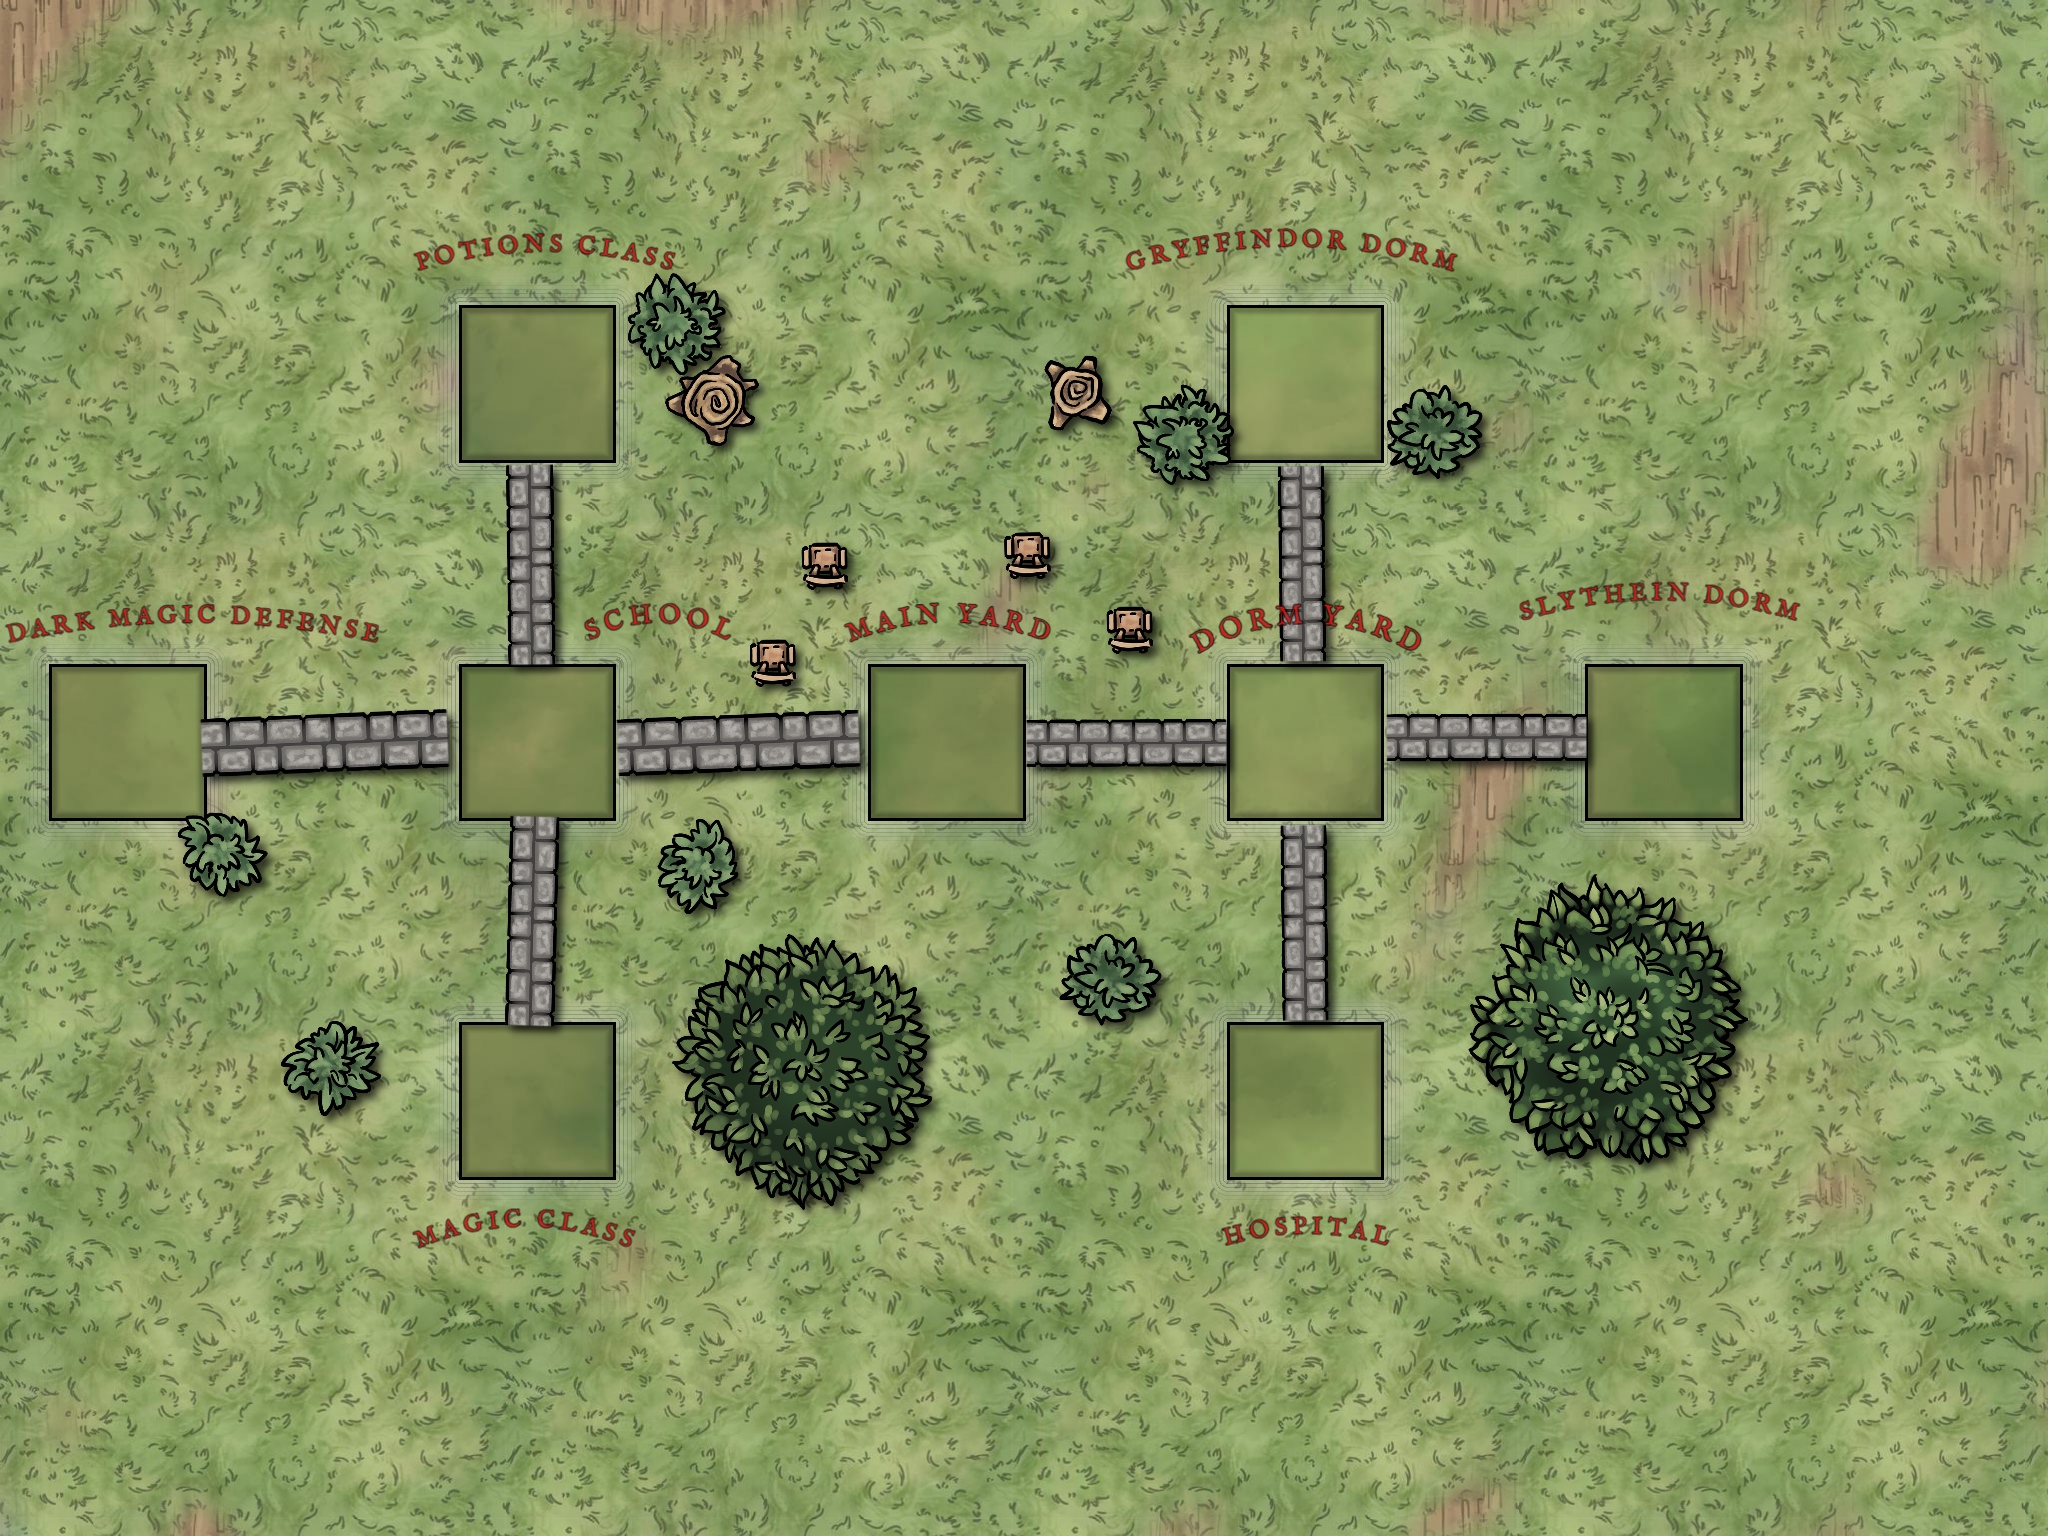 POTIONS CLASS
GRYFFINDOR DORM
DARK MAGIC DEFENSE
SCHOOL
MAIN YARD
DORM YARD
SLYTHEIN DORM
MAGIC CLASS
HOSPITAL